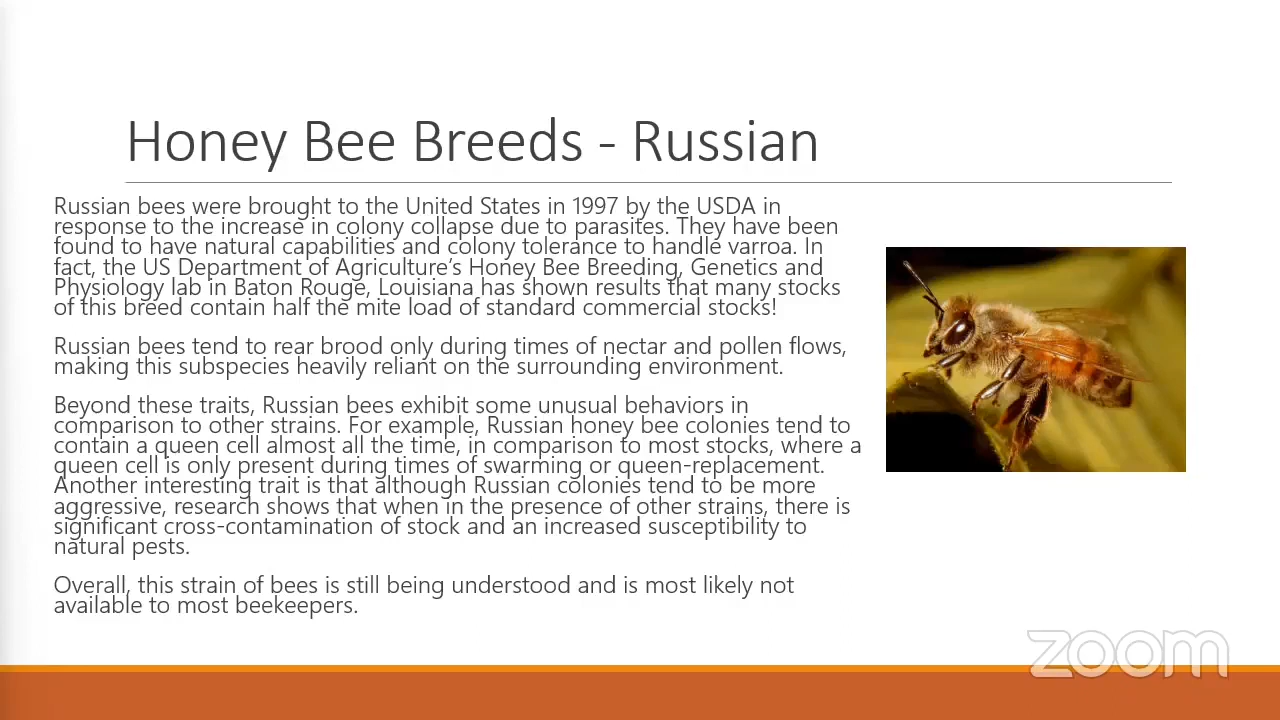 Honey Bee Breeds - Russian
Russian bees were brought to the United States in 1997 by the USDA in
response to the increase in colony collapse due to parasites. They have been
found to have natural capabilities and colony tolerance to handle varroa. In
fact, the US Department of Agriculture’s Honey Bee Breeding, Genetics and
Physiology lab in Baton Rouge, Louisiana has shown results that many stocks
of this breed contain half the mite load of standard commercial stocks!
Russian bees tend to rear brood only during times of nectar and pollen flows,
making this subspecies heavily reliant on the surrounding environment.
Beyond these traits, Russian bees exhibit some unusual behaviors in
comparison to other strains. For example, Russian honey bee colonies tend to
contain a queen cell almost all the time, in comparison to most stocks, where a
queen cell is only present during times of swarming or queen-replacement.
Another interesting trait is that although Russian colonies tend to be more
aggressive, research shows that when in the presence of other strains, there is
significant cross-contamination of stock and an increased susceptibility to
natural pests.
Overall, this strain of bees is still being understood and is most likely not
available to most beekeepers.
zoom